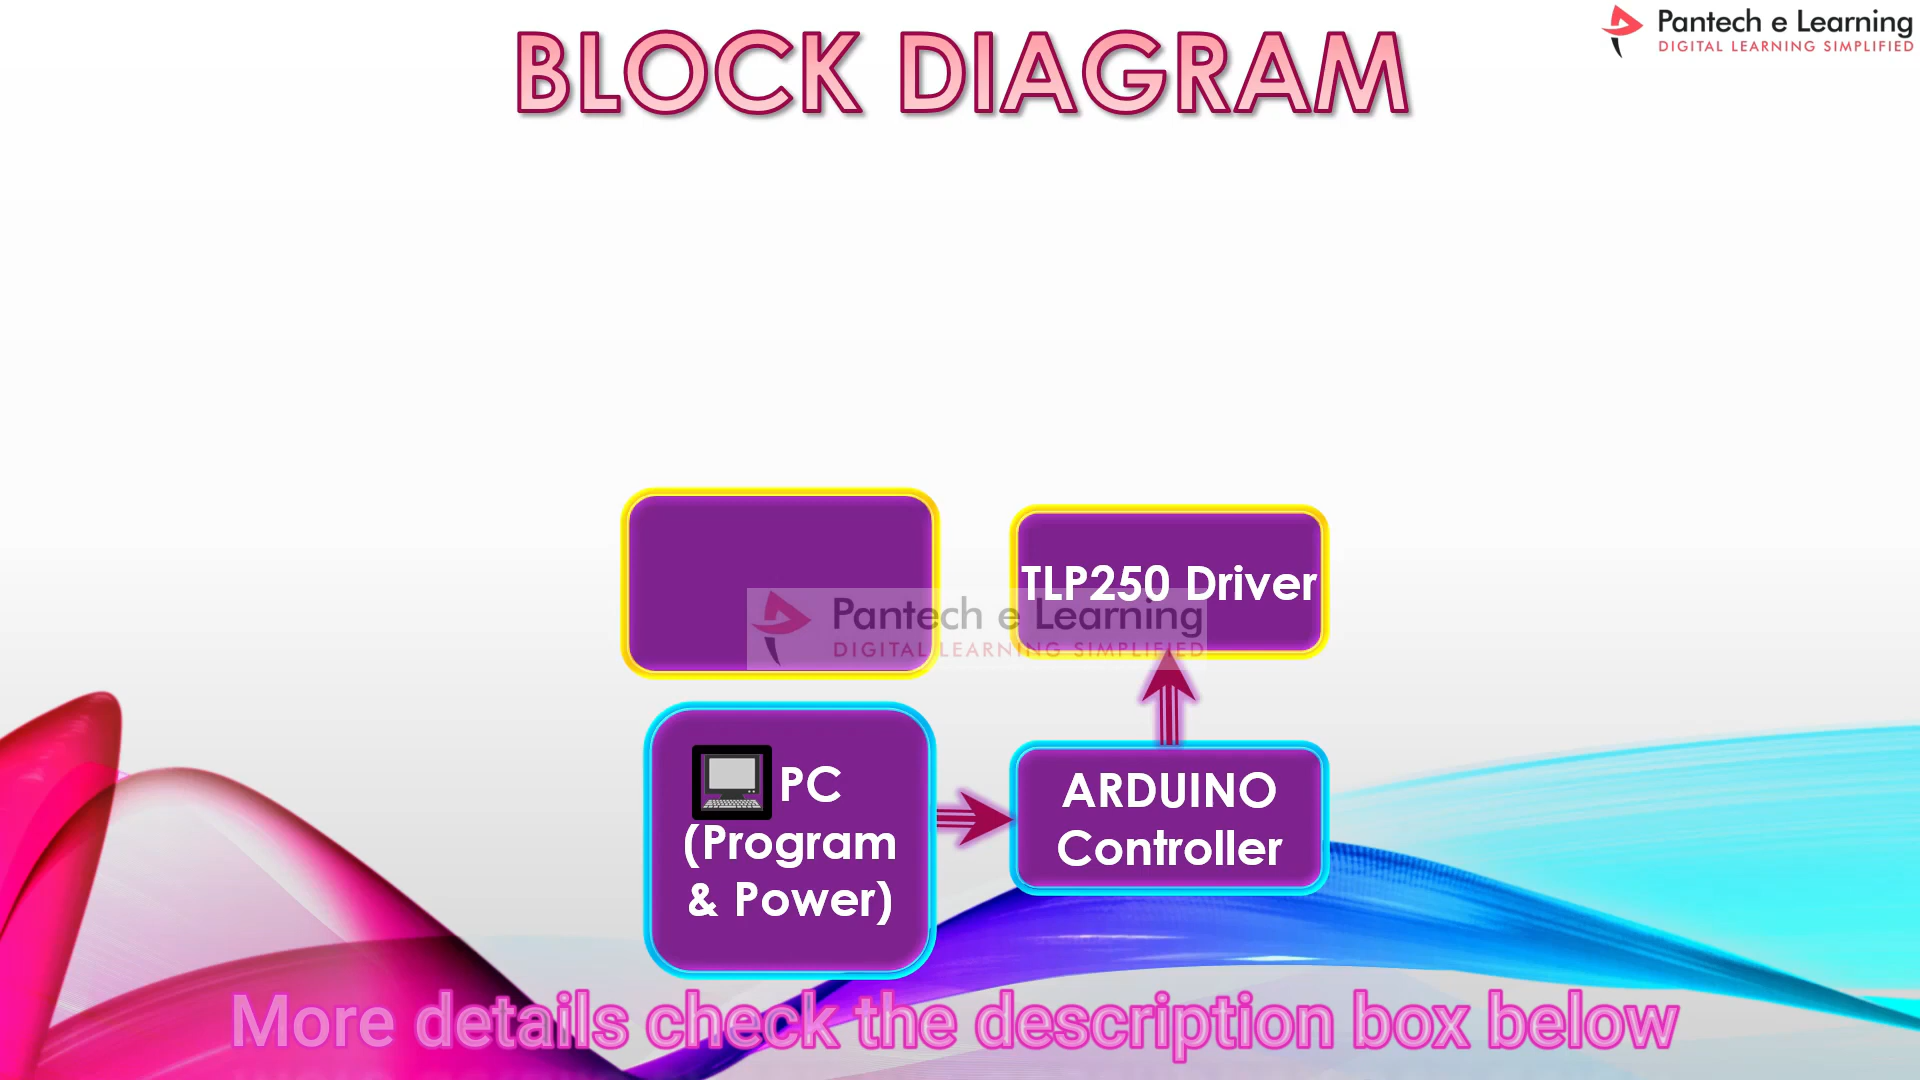 BLOCK DIAGRAM
Pantech e Learning
DIGITAL LEARNING SIMPLIFIED
TLP250 Driver
Pantech e Learning
DIGITAL LEARNING SIMPLIFIED
PC
(Program
& Power)
ARDUINO
Controller
More details check the description box below